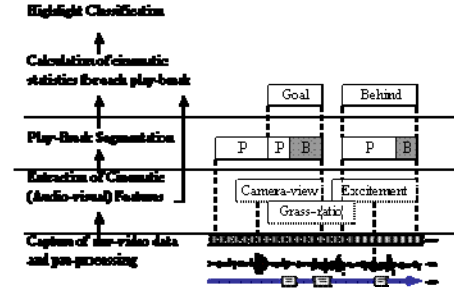 Highlight Classification
Calculation of cinematic
statistics for each play-break
Goal
Behind
Play-Break Segmentation
P
P
B
P
B
Extraction of Cinematic
(Audio-visual) Features
Camera-view
Excitement
Grass-ratio
Capture of video data
and pre-processing